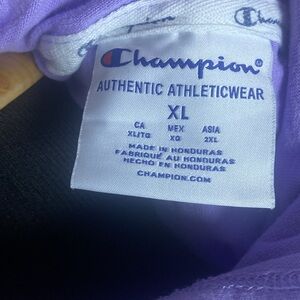 Champion
Champion®
AUTHENTIC ATHLETICWEAR
XL
CA MEX ASIA
XL/TG XG 2XL
MADE IN HONDURAS
FABRIQUÉ AU HONDURAS
HECHO EN HONDURAS
CHAMPION.COM